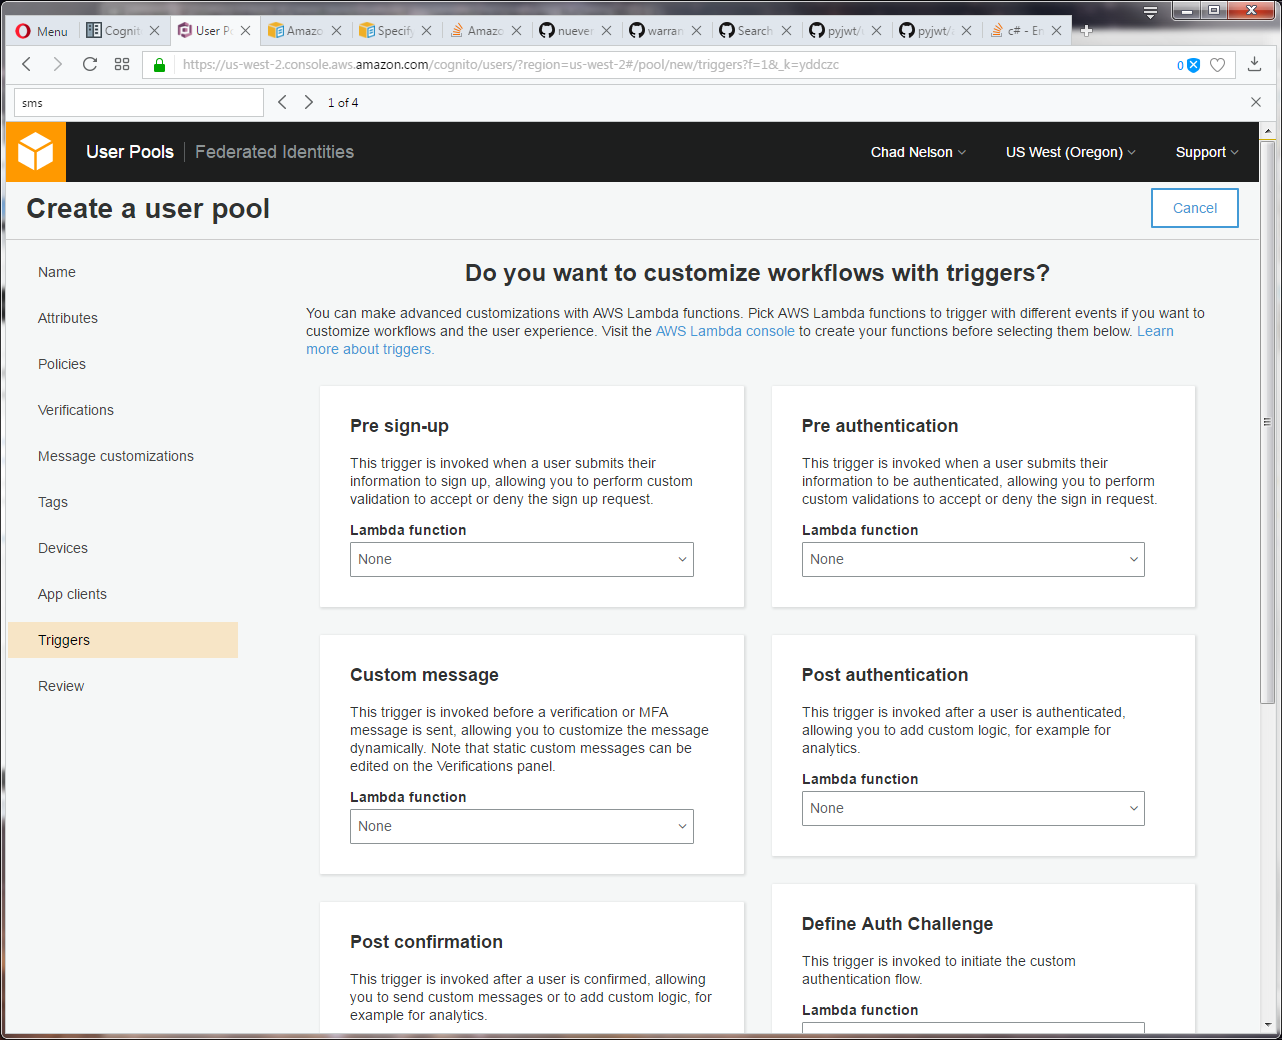 Menu
Cognit
User P
Amazo
Specify
Amazo
nuever
warran
Search
pyjwt/
pyjwt/
c# - En
https://us-west-2.console.aws.amazon.com/cognito/users/?region=us-west-2#/pool/new/triggers?f=1&_k=yddczc
0
sms
1 of 4
User Pools
Federated Identities
Chad Nelson
US West (Oregon)
Support
Create a user pool
Cancel
Name
Attributes
Policies
Verifications
Message customizations
Tags
Devices
App clients
Triggers
Review
Do you want to customize workflows with triggers?
You can make advanced customizations with AWS Lambda functions. Pick AWS Lambda functions to trigger with different events if you want to
customize workflows and the user experience. Visit the AWS Lambda console to create your functions before selecting them below. Learn
more about triggers.
Pre sign-up
This trigger is invoked when a user submits their
information to sign up, allowing you to perform custom
validation to accept or deny the sign up request.
Lambda function
None
Pre authentication
This trigger is invoked when a user submits their
information to be authenticated, allowing you to perform
custom validations to accept or deny the sign in request.
Lambda function
None
Custom message
This trigger is invoked before a verification or MFA
message is sent, allowing you to customize the message
dynamically. Note that static custom messages can be
edited on the Verifications panel.
Lambda function
None
Post authentication
This trigger is invoked after a user is authenticated,
allowing you to add custom logic, for example for
analytics.
Lambda function
None
Post confirmation
This trigger is invoked after a user is confirmed, allowing
you to send custom messages or to add custom logic, for
example for analytics.
Define Auth Challenge
This trigger is invoked to initiate the custom
authentication flow.
Lambda function